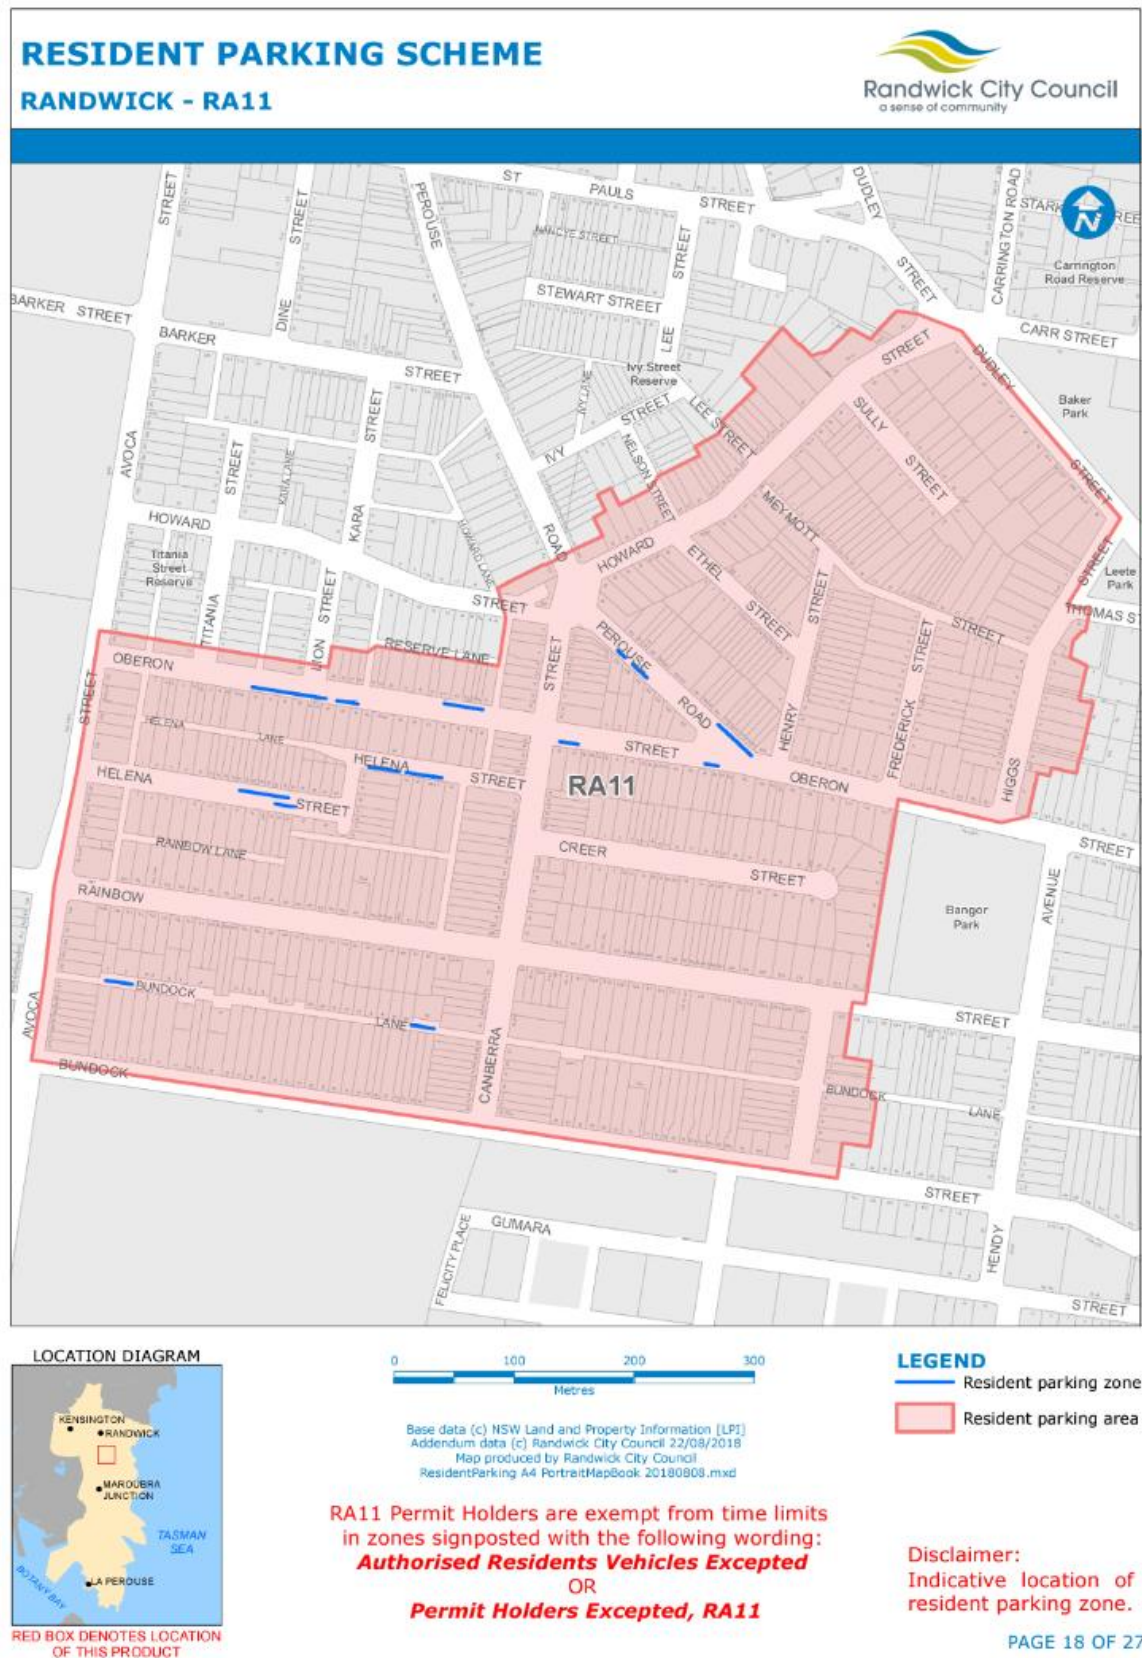 RESIDENT PARKING SCHEME
RANDWICK - RA11
Randwick City Council
a sense of community
ST
PAULS
STREET
DUDLEY
STREET
CARRINGTON ROAD
STARK
REE
Carrington
Road Reserve
CARR STREET
STREET
STREET
PEROUSE
NANCYE STREET
STREET
STEWART STREET
LEE
BARKER STREET
DINE
BARKER
STREET
Ivy Street
Reserve
IVY LANE
STREET
LEE STREET
STREET
DUDLEY
Baker
Park
SULLY
STREET
STREET
AVOCA
STREET
STREET
KARA LANE
KARA
IVY
NELSON STREET
MEYMOTT
HOWARD
HOWARD LANE
ROAD
HOWARD
ETHEL
STREET
Titania
Street
Reserve
STREET
Leete
Park
TITANIA
STREET
STREET
STREET
STREET
STREET
STREET
THOMAS S
RESERVE LANE
OBERON
LION
STREET
PEROUSE
ROAD
STREET
HELENA
LANE
HELENA
STREET
STREET
HENRY
FREDERICK
HIGGS
HELENA
STREET
RA11
OBERON
STREET
RAINBOW LANE
CREER
STREET
AVENUE
RAINBOW
Bangor
Park
BUNDOCK
LANE
STREET
AVOCA
BUNDOCK
CANBERRA
BUNDOCK
LANE
STREET
FELICITY PLACE
GUMARA
HENDY
STREET
LOCATION DIAGRAM
KENSINGTON
RANDWICK
MAROUBRA
JUNCTION
TASMAN
SEA
BOTANY BAY
LA PEROUSE
RED BOX DENOTES LOCATION
OF THIS PRODUCT
0 100 200 300
Metres
Base data (c) NSW Land and Property Information [LPI]
Addendum data (c) Randwick City Council 22/08/2018
Map produced by Randwick City Council
ResidentParking A4 PortraitMapBook 20180808.mxd
RA11 Permit Holders are exempt from time limits
in zones signposted with the following wording:
Authorised Residents Vehicles Excepted
OR
Permit Holders Excepted, RA11
LEGEND
Resident parking zone
Resident parking area
Disclaimer:
Indicative location of
resident parking zone.
PAGE 18 OF 27